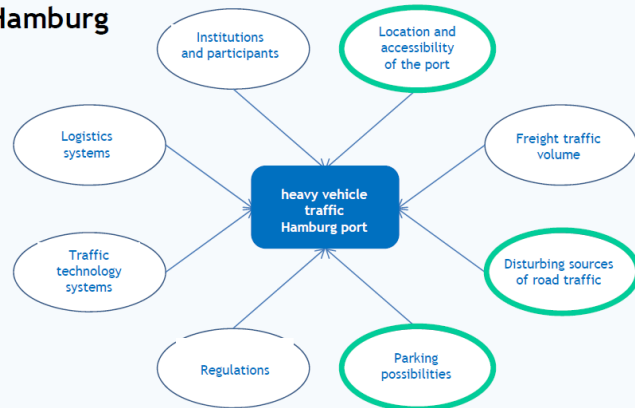 Hamburg
Institutions
and participants
Location and
accessibility
of the port
Logistics
systems
Freight traffic
volume
heavy vehicle
traffic
Hamburg port
Traffic
technology
systems
Disturbing sources
of road traffic
Regulations
Parking
possibilities